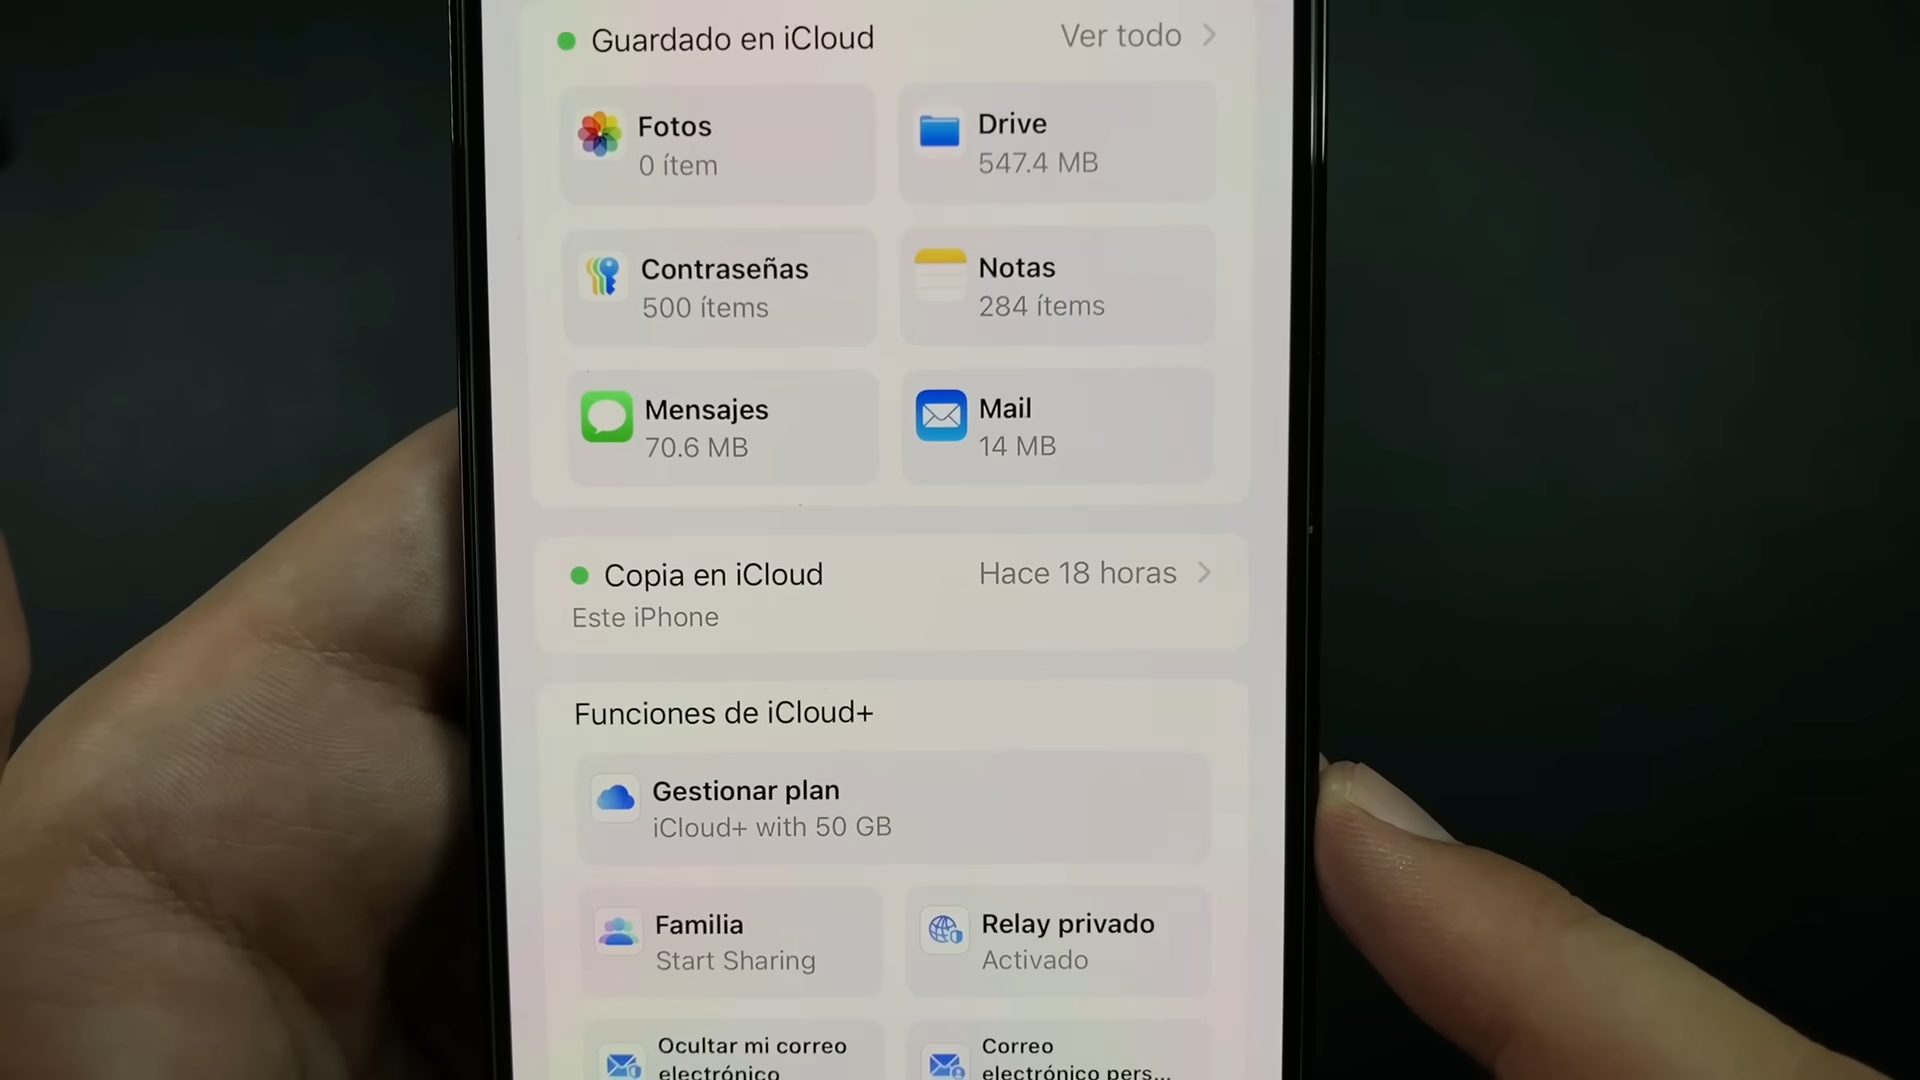 Guardado en iCloud
Ver todo
Fotos
0 ítem
Drive
547.4 MB
Contraseñas
500 ítems
Notas
284 ítems
Mensajes
70.6 MB
Mail
14 MB
Copia en iCloud
Hace 18 horas
Este iPhone
Funciones de iCloud+
Gestionar plan
iCloud+ with 50 GB
Familia
Start Sharing
Relay privado
Activado
Ocultar mi correo
electrónico
Correo
electrónico pers...